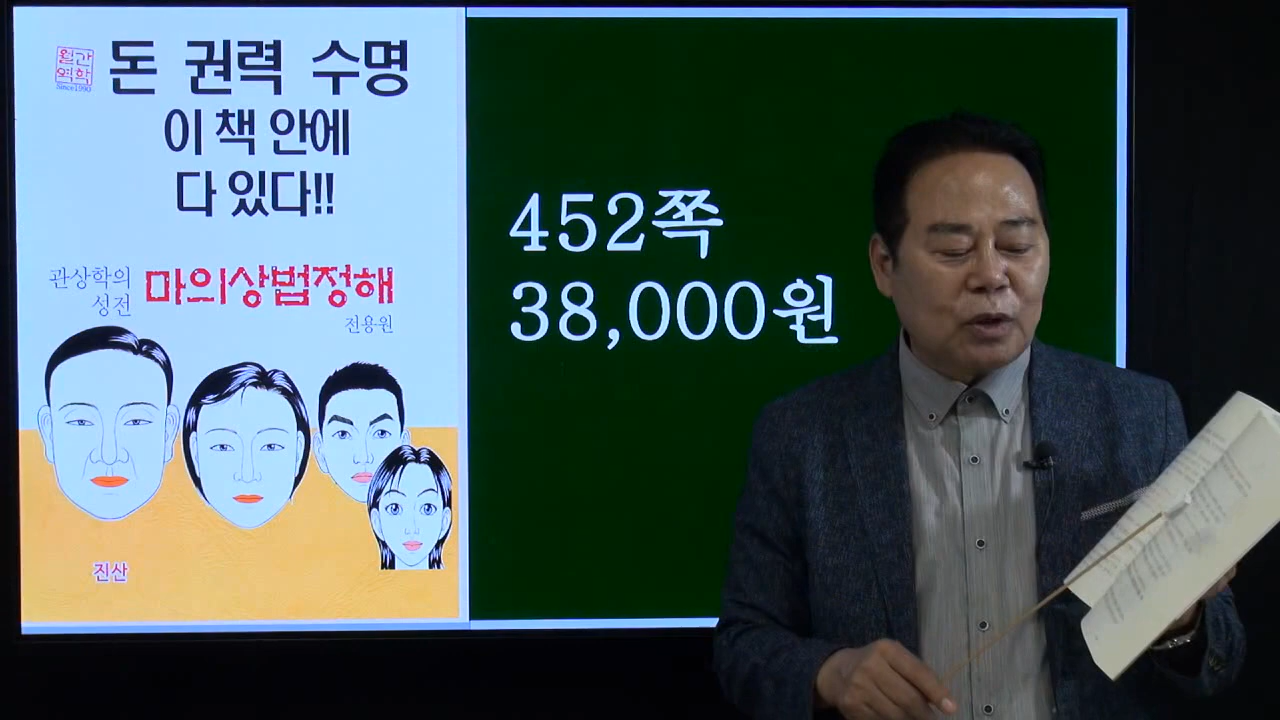 월간
역학
Since1990
돈 권력 수명
이 책 안에
다 있다!!
관상학의
성전
마의상법정해
전용원
진산
452쪽
38,000원